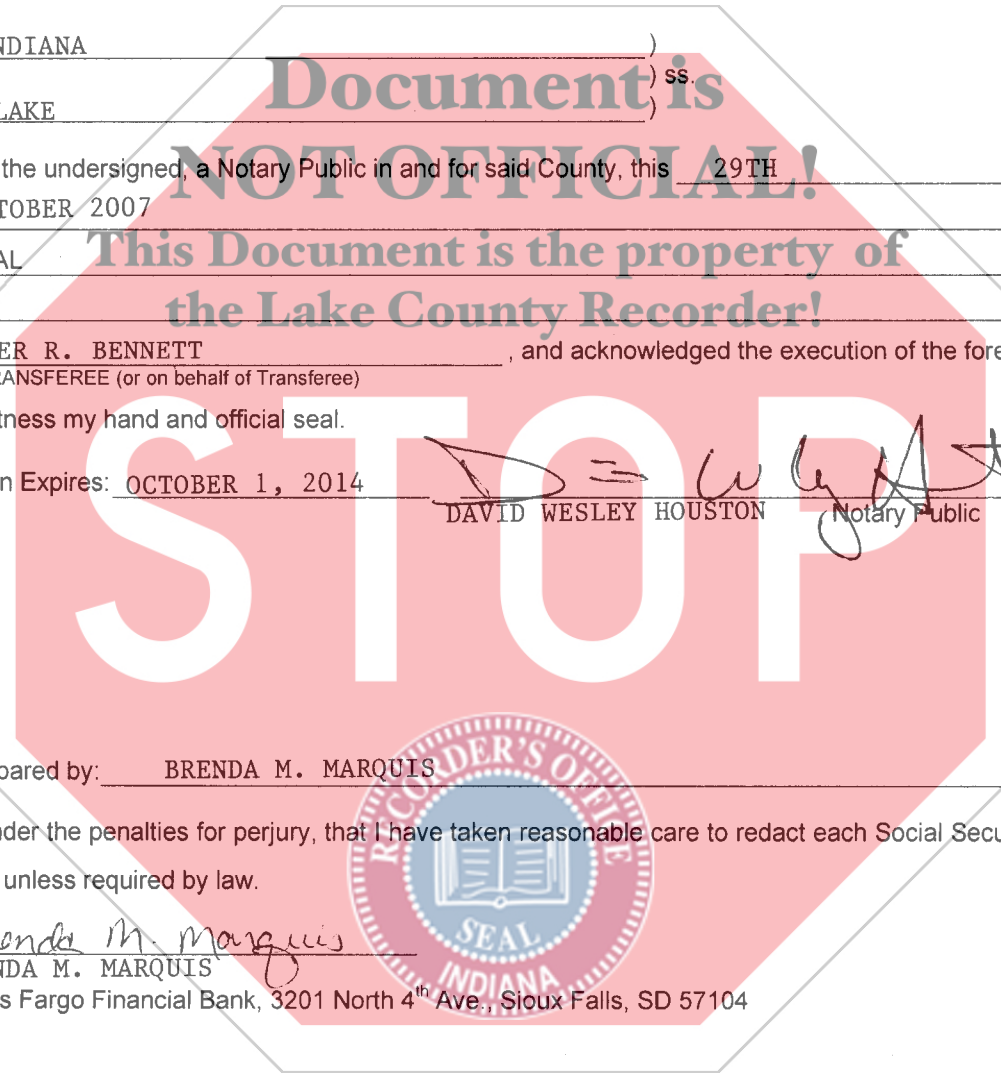 NDIANA )
Document is
) ss.
LAKE )
the undersigned, a Notary Public in and for said County, this 29TH
NOT OFFICIAL!
TOBER 2007
AL
This Document is the property of
the Lake County Recorder!
ER R. BENNETT , and acknowledged the execution of the fore
RANSFEREE (or on behalf of Transferee)
tness my hand and official seal.
STOP
n Expires: OCTOBER 1, 2014
DAVID WESLEY HOUSTON Notary Public
pared by: BRENDA M. MARQUIS
RECORDER'S OFFICE
nder the penalties for perjury, that I have taken reasonable care to redact each Social Secu
unless required by law.
SEAL
INDIANA
enda M. Marquis
NDA M. MARQUIS
s Fargo Financial Bank, 3201 North 4th Ave., Sioux Falls, SD 57104